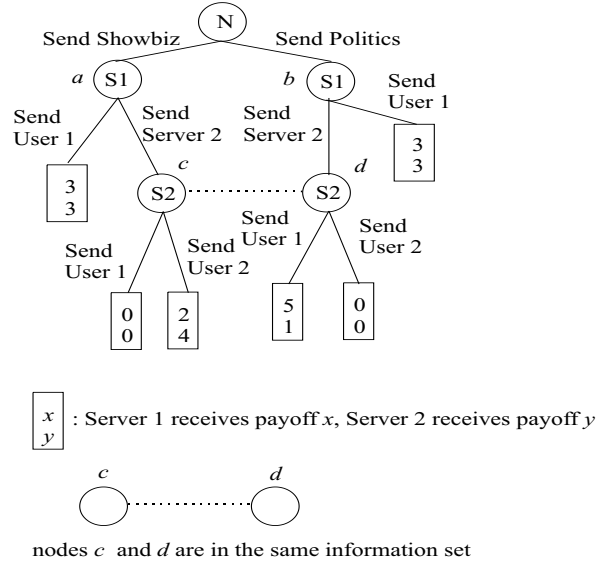 N
Send Showbiz
Send Politics
a
S1
b
S1
Send
User 1
Send
User 1
Send
Server 2
Send
Server 2
3
3
3
3
c
S2
d
S2
Send
User 1
Send
User 2
Send
User 1
Send
User 2
0
0
2
4
5
1
0
0
x
y
: Server 1 receives payoff x, Server 2 receives payoff y
c
d
nodes c and d are in the same information set